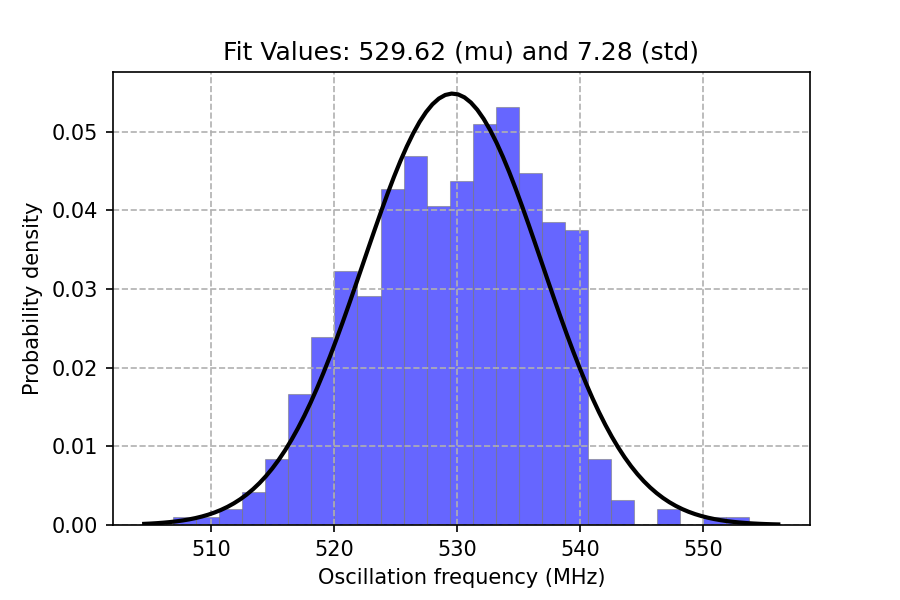 Fit Values: 529.62 (mu) and 7.28 (std)
Probability density
0.05
0.04
0.03
0.02
0.01
0.00
510 520 530 540 550
Oscillation frequency (MHz)